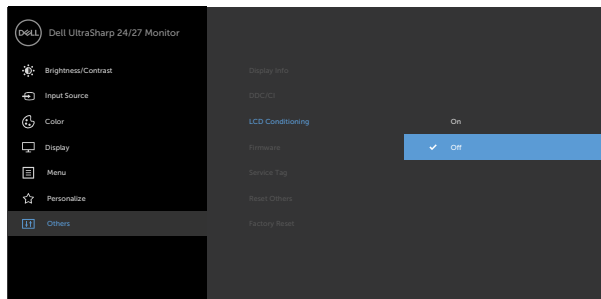 DELL Dell UltraSharp 24/27 Monitor
Brightness/Contrast
Display Info
Input Source
DDC/CI
Color
LCD Conditioning
On
Display
Firmware
Off
Menu
Service Tag
Personalize
Reset Others
Others
Factory Reset